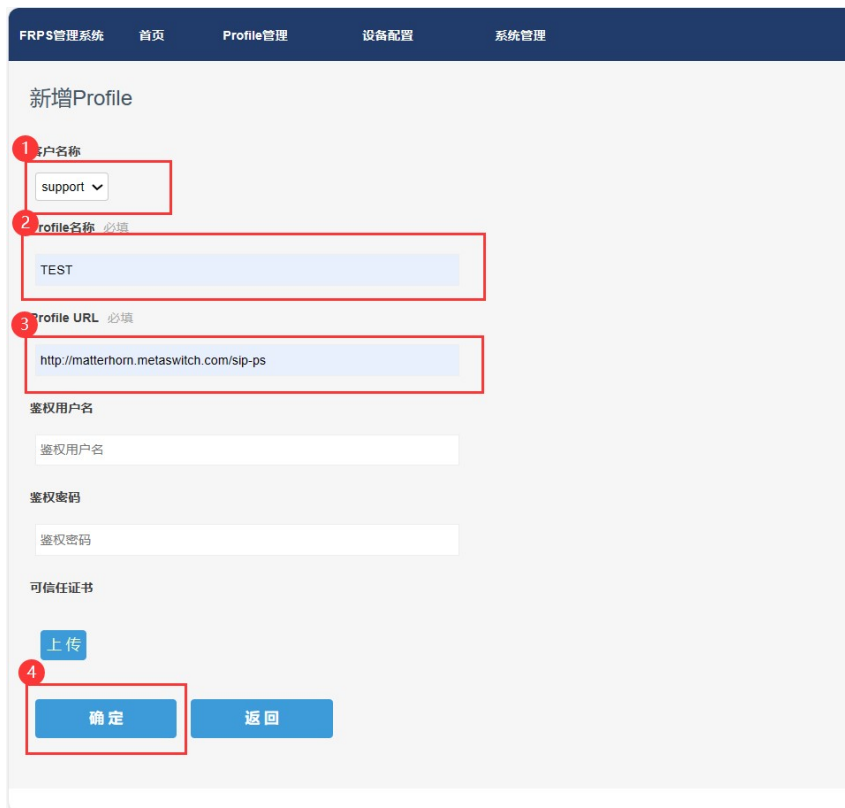 FRPS管理系统 首页 Profile管理 设备配置 系统管理
新增Profile
1
客户名称
support
2
Profile名称 必填
TEST
Profile URL 必填
3
http://matterhorn.metaswitch.com/sip-ps
鉴权用户名
鉴权用户名
鉴权密码
鉴权密码
可信任证书
上传
4
确定 返回